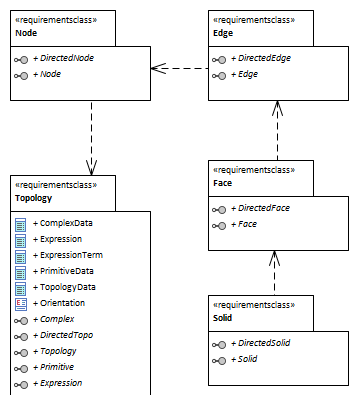 «requirementsclass»
Node
+ DirectedNode
+ Node
«requirementsclass»
Edge
+ DirectedEdge
+ Edge
«requirementsclass»
Topology
+ ComplexData
+ Expression
+ ExpressionTerm
+ PrimitiveData
+ TopologyData
E
+ Orientation
+ Complex
+ DirectedTopo
+ Topology
+ Primitive
+ Expression
«requirementsclass»
Face
+ DirectedFace
+ Face
«requirementsclass»
Solid
+ DirectedSolid
+ Solid